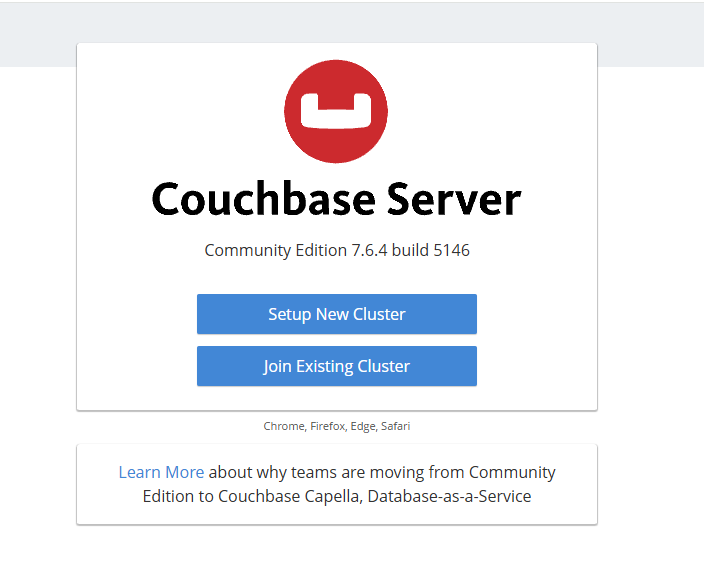 Couchbase Server
Community Edition 7.6.4 build 5146
Setup New Cluster
Join Existing Cluster
Chrome, Firefox, Edge, Safari
Learn More about why teams are moving from Community
Edition to Couchbase Capella, Database-as-a-Service